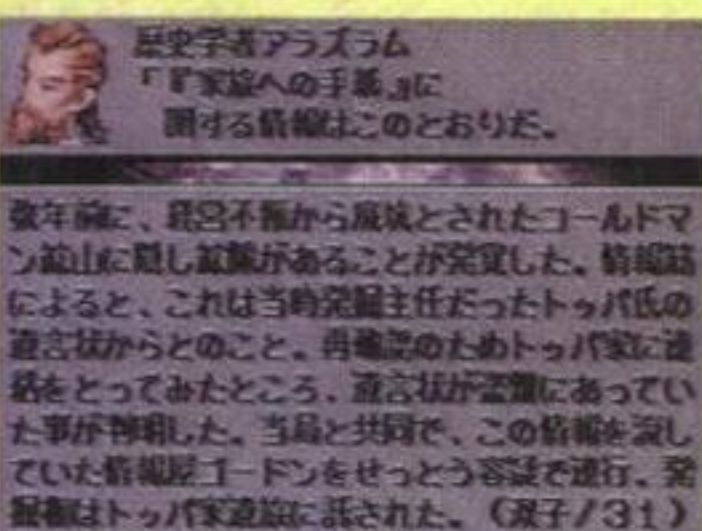 歴史学者アラズラム
「『家族への手紙』に
関する情報はこのとおりだ。
数年前に、経営不振から廃坑とされたコールドマ
ン鉱山に隠し鉱脈があることが発覚した。情報筋
によると、これは当時発掘主任だったトッパ氏の
遺言状からとのこと。再確認のためトッパ家に連
絡をとってみたところ、遺言状が盗難にあってい
た事が判明した。当局と共同で、この情報を流し
ていた情報屋ゴードンをせっとう容疑で連行、発
掘権はトッパ家遺族に託された。（双子/31）